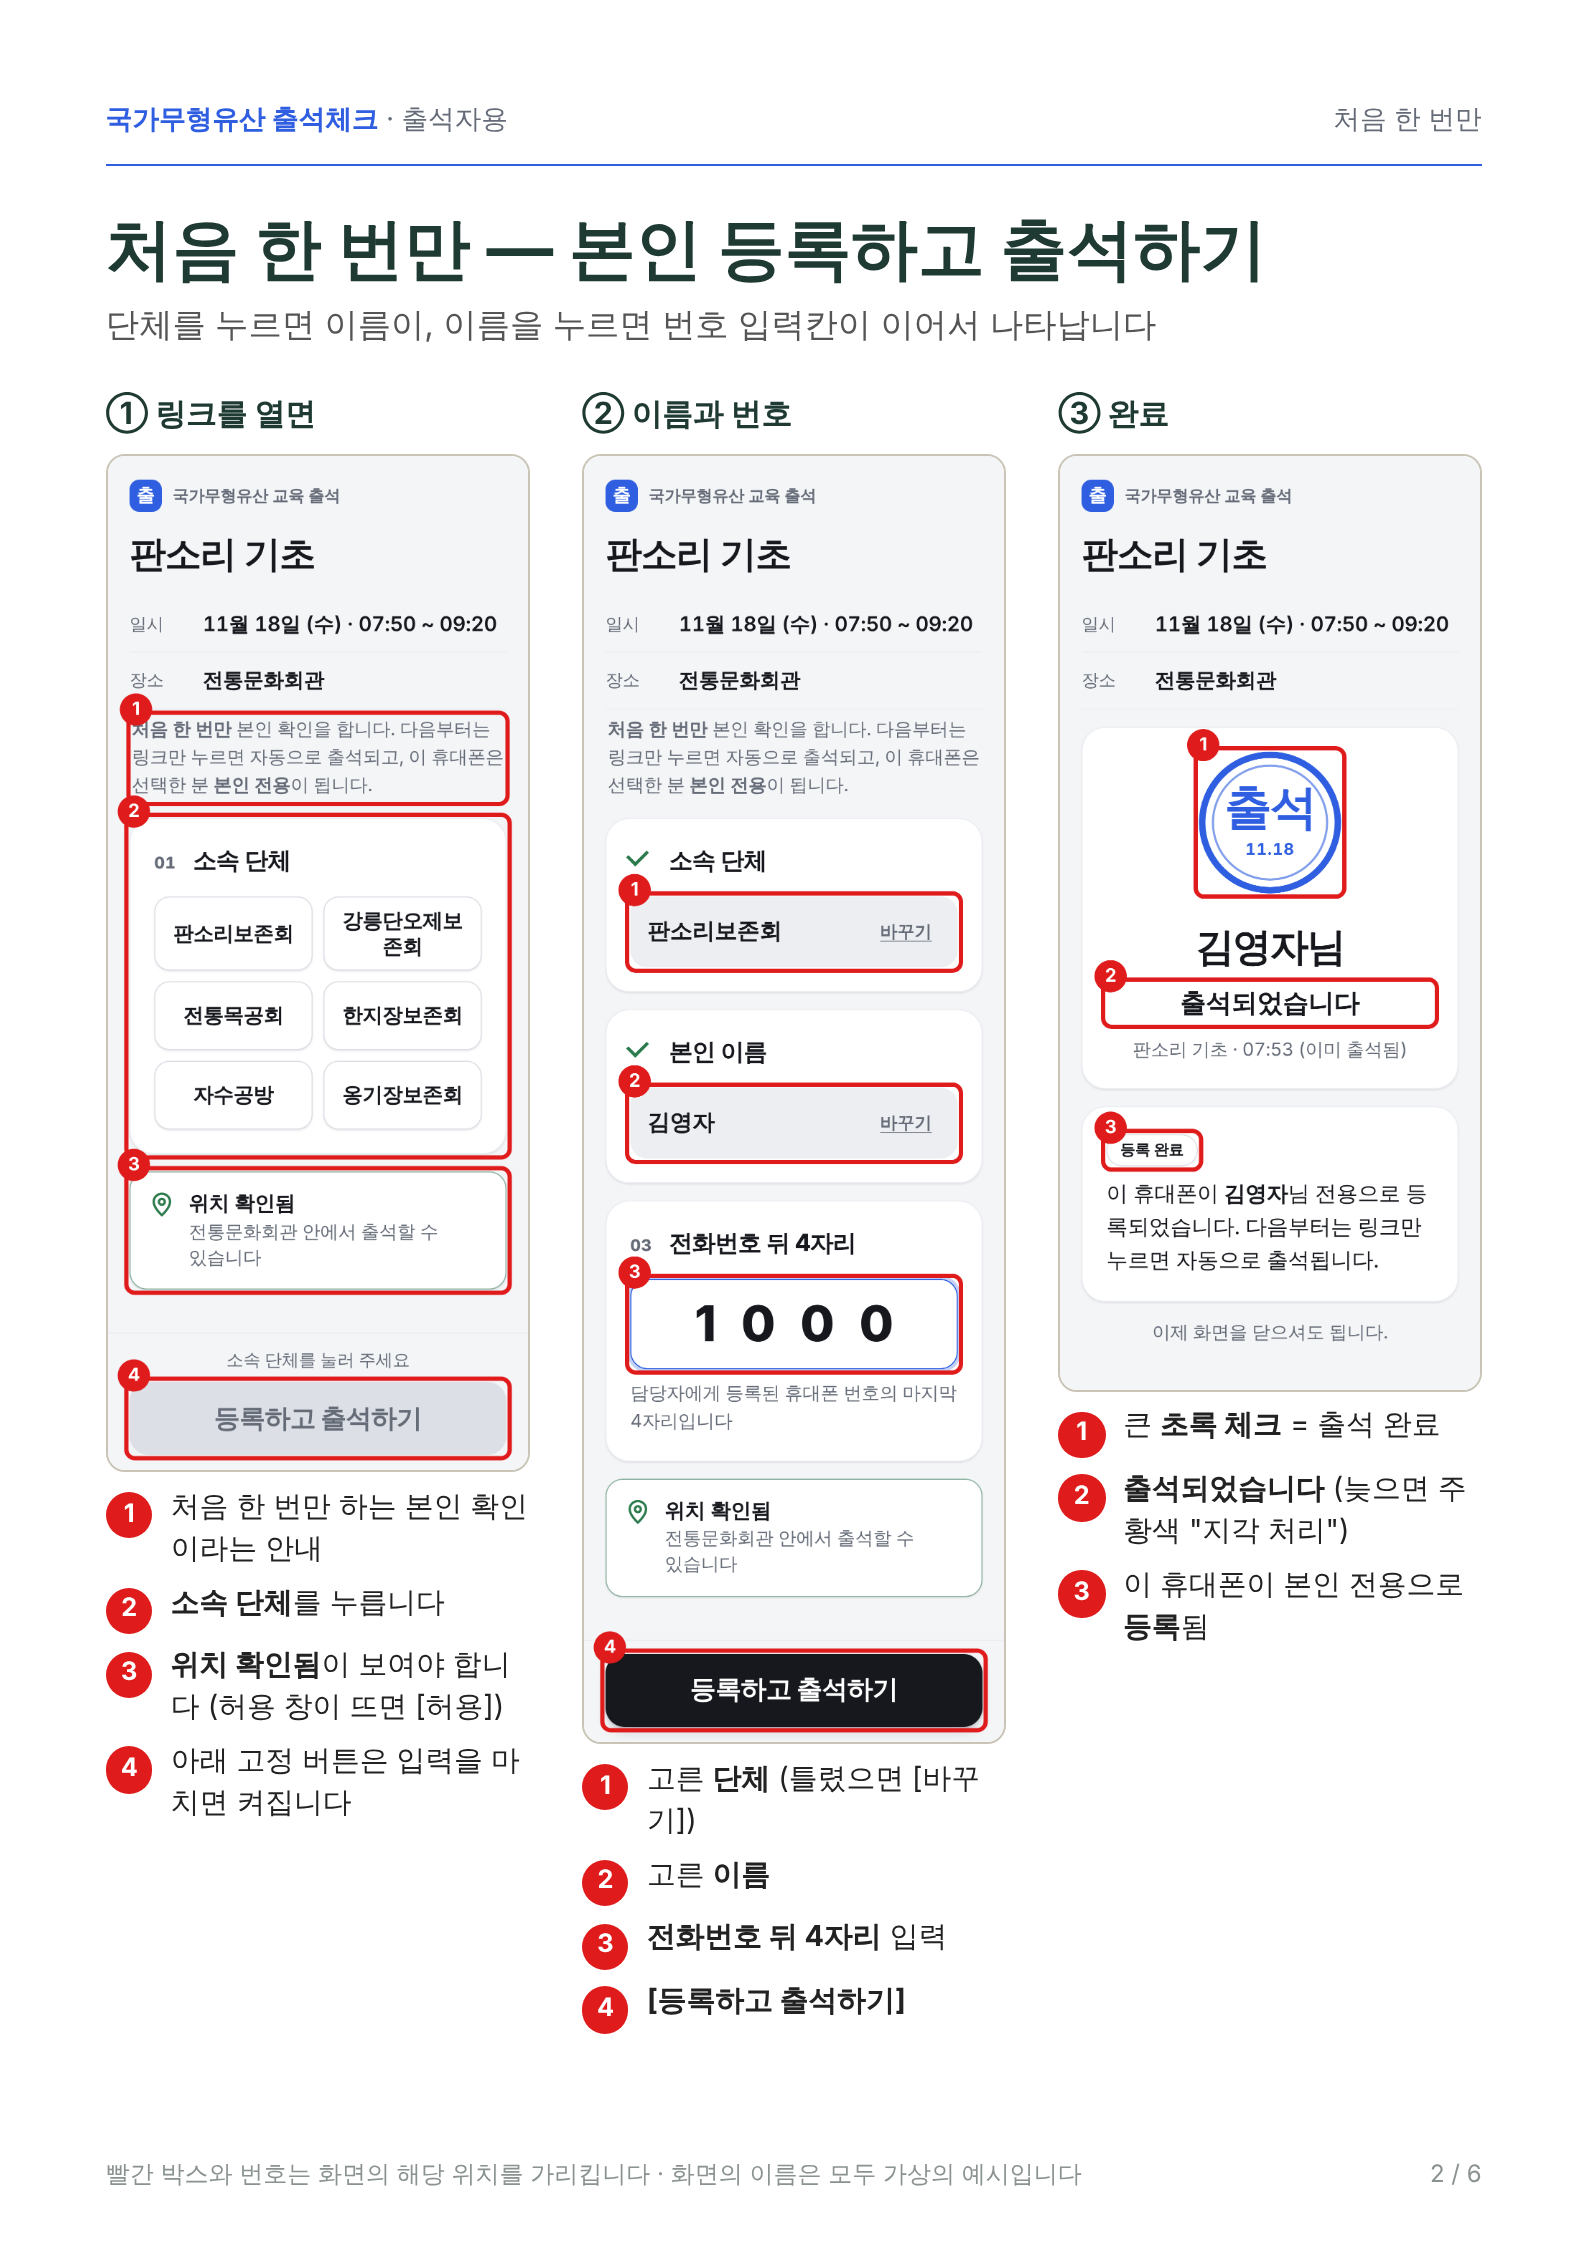 국가무형유산 출석체크 · 출석자용
처음 한 번만
처음 한 번만 — 본인 등록하고 출석하기
단체를 누르면 이름이, 이름을 누르면 번호 입력칸이 이어서 나타납니다
① 링크를 열면
출 국가무형유산 교육 출석
판소리 기초
일시 11월 18일 (수) · 07:50 ~ 09:20
장소 전통문화회관
1
처음 한 번만 본인 확인을 합니다. 다음부터는
링크만 누르면 자동으로 출석되고, 이 휴대폰은
선택한 분 본인 전용이 됩니다.
2
01 소속 단체
판소리보존회
강릉단오제보
존회
전통목공회
한지장보존회
자수공방
옹기장보존회
3
위치 확인됨
전통문화회관 안에서 출석할 수
있습니다
소속 단체를 눌러 주세요
4
등록하고 출석하기
1 처음 한 번만 하는 본인 확인
이라는 안내
2 소속 단체를 누릅니다
3 위치 확인됨이 보여야 합니
다 (허용 창이 뜨면 [허용])
4 아래 고정 버튼은 입력을 마
치면 켜집니다
② 이름과 번호
출 국가무형유산 교육 출석
판소리 기초
일시 11월 18일 (수) · 07:50 ~ 09:20
장소 전통문화회관
처음 한 번만 본인 확인을 합니다. 다음부터는
링크만 누르면 자동으로 출석되고, 이 휴대폰은
선택한 분 본인 전용이 됩니다.
소속 단체
1
판소리보존회 바꾸기
본인 이름
2
김영자 바꾸기
03 전화번호 뒤 4자리
3
1 0 0 0
담당자에게 등록된 휴대폰 번호의 마지막
4자리입니다
위치 확인됨
전통문화회관 안에서 출석할 수
있습니다
4
등록하고 출석하기
1 고른 단체 (틀렸으면 [바꾸
기])
2 고른 이름
3 전화번호 뒤 4자리 입력
4 [등록하고 출석하기]
③ 완료
출 국가무형유산 교육 출석
판소리 기초
일시 11월 18일 (수) · 07:50 ~ 09:20
장소 전통문화회관
1
출석
11.18
김영자님
2
출석되었습니다
판소리 기초 · 07:53 (이미 출석됨)
3
등록 완료
이 휴대폰이 김영자님 전용으로 등
록되었습니다. 다음부터는 링크만
누르면 자동으로 출석됩니다.
이제 화면을 닫으셔도 됩니다.
1 큰 초록 체크 = 출석 완료
2 출석되었습니다 (늦으면 주
황색 "지각 처리")
3 이 휴대폰이 본인 전용으로
등록됨
빨간 박스와 번호는 화면의 해당 위치를 가리킵니다 · 화면의 이름은 모두 가상의 예시입니다
2 / 6